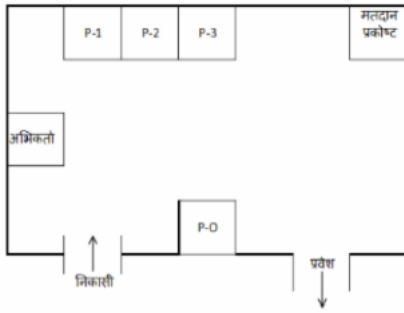 P-1 P-2 P-3
मतदान
प्रकोष्ट
अभिकर्ता
P-O
निकासी
प्रवेश